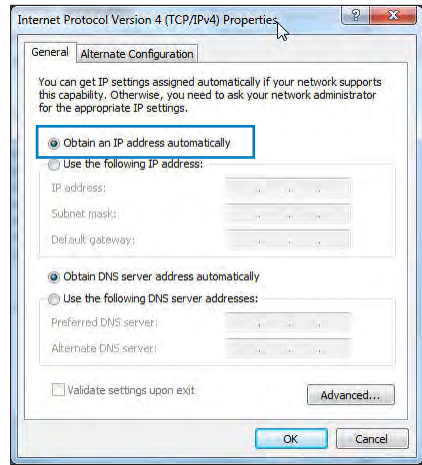 Internet Protocol Version 4 (TCP/IPv4) Properties
General
Alternate Configuration
You can get IP settings assigned automatically if your network supports
this capability. Otherwise, you need to ask your network administrator
for the appropriate IP settings.
Obtain an IP address automatically
Use the following IP address:
IP address:
Subnet mask:
Default gateway:
Obtain DNS server address automatically
Use the following DNS server addresses:
Preferred DNS server:
Alternate DNS server:
Validate settings upon exit
Advanced...
OK
Cancel